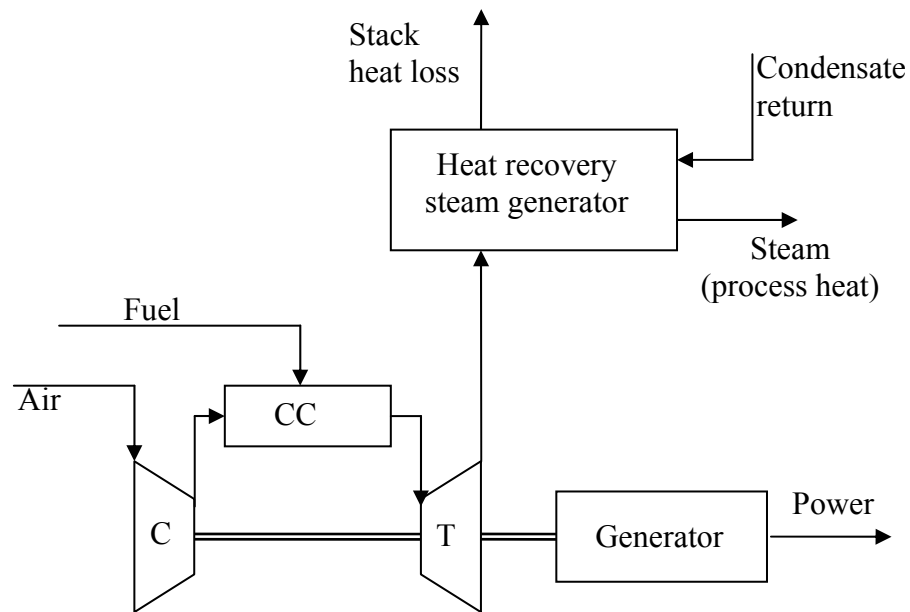 Stack
heat loss
Condensate
return
Heat recovery
steam generator
Steam
(process heat)
Fuel
Air
CC
C
T
Generator
Power